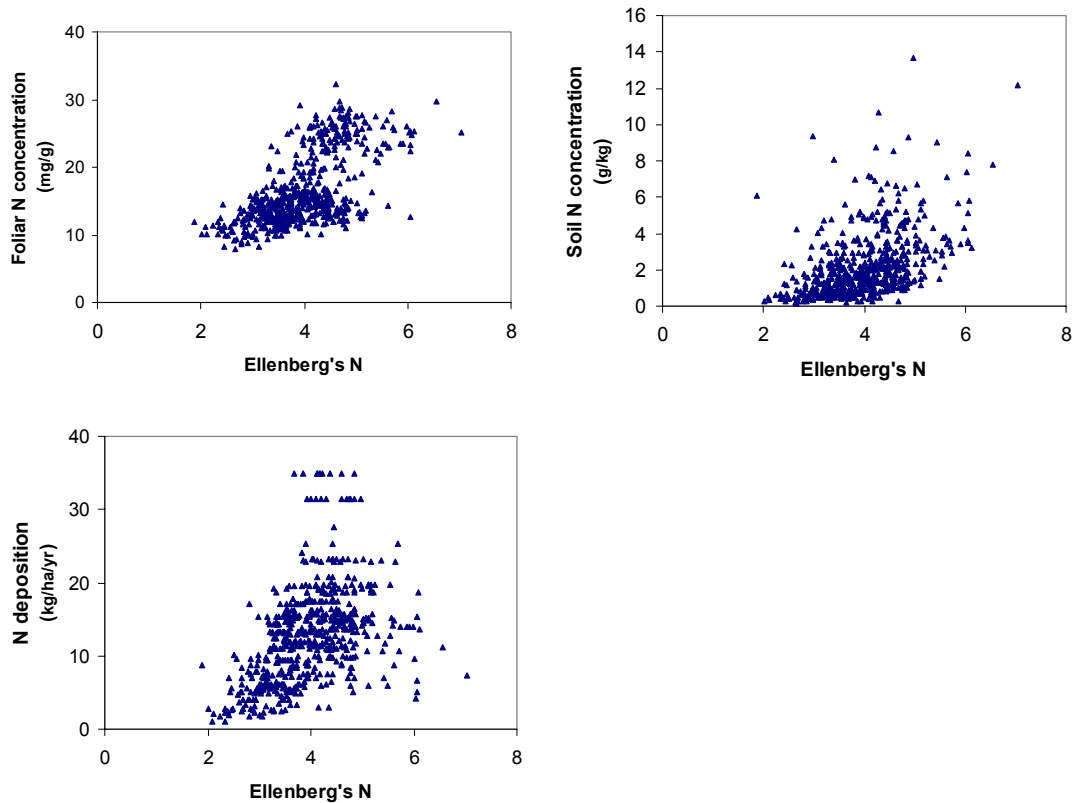 Foliar N concentration
(mg/g)
40
30
20
10
0
0 2 4 6 8
Ellenberg's N
Soil N concentration
(g/kg)
16
14
12
10
8
6
4
2
0
0 2 4 6 8
Ellenberg's N
N deposition
(kg/ha/yr)
40
30
20
10
0
0 2 4 6 8
Ellenberg's N